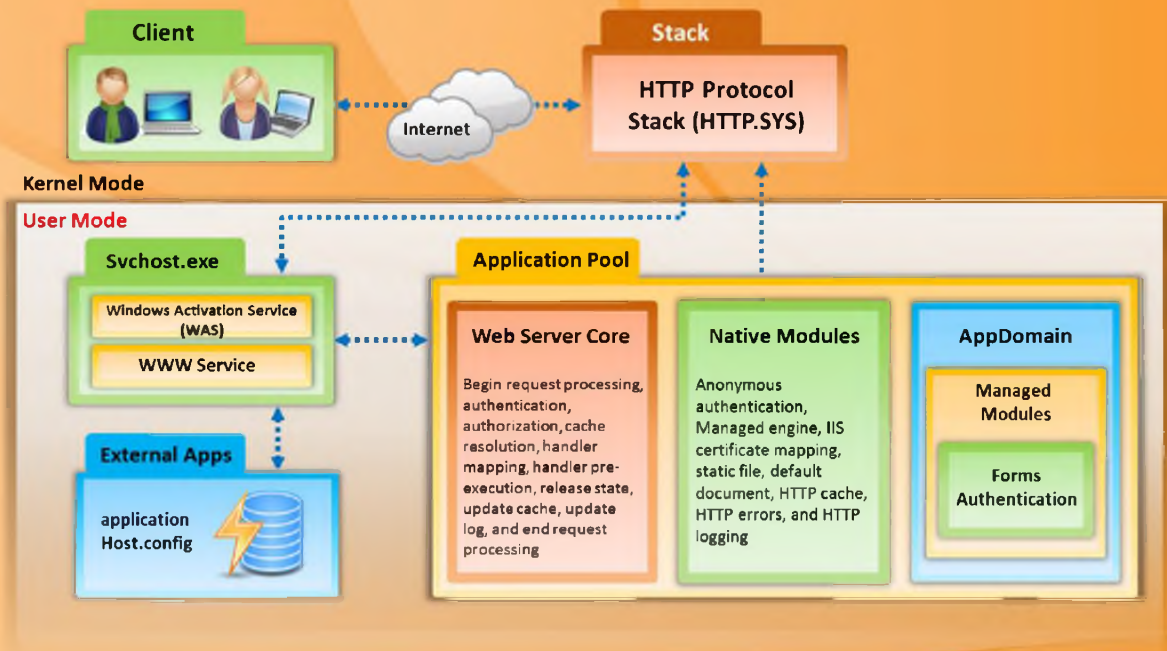 Client
Stack
HTTP Protocol
Stack (HTTP.SYS)
Internet
Kernel Mode
User Mode
Svchost.exe
Windows Activation Service
(WAS)
WWW Service
External Apps
application
Host.config
Application Pool
Web Server Core
Begin request processing,
authentication,
authorization, cache
resolution, handler
mapping, handler pre-
execution, release state,
update cache, update
log, and end request
processing
Native Modules
Anonymous
authentication,
Managed engine, IIS
certificate mapping,
static file, default
document, HTTP cache,
HTTP errors, and HTTP
logging
AppDomain
Managed
Modules
Forms
Authentication